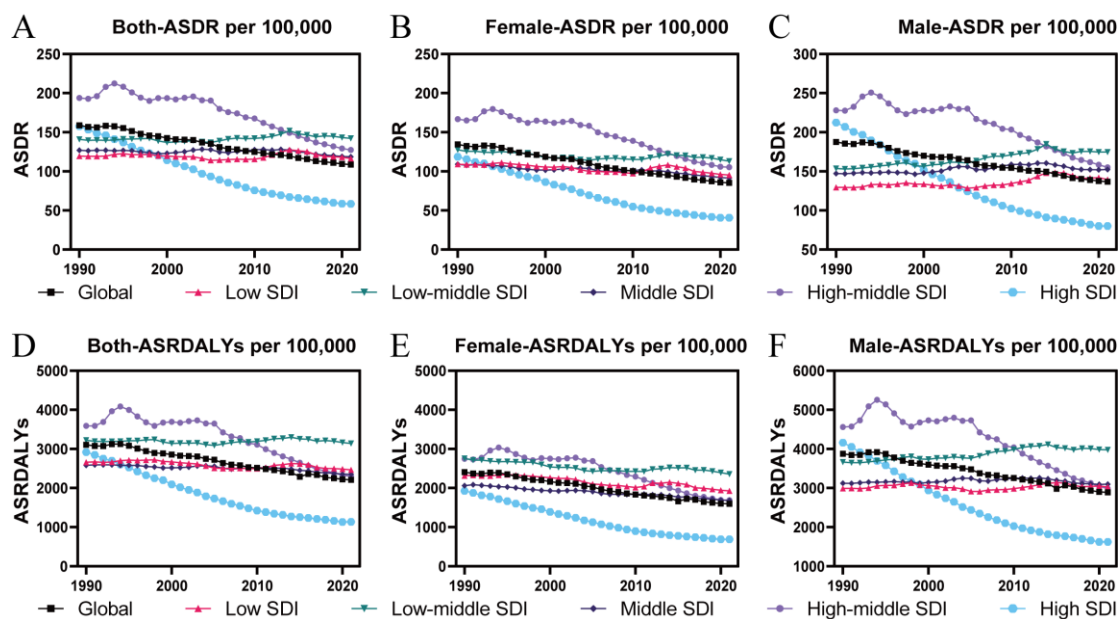 A Both-ASDR per 100,000
ASDR
250
200
150
100
50
0
1990 2000 2010 2020
B Female-ASDR per 100,000
ASDR
250
200
150
100
50
0
1990 2000 2010 2020
C Male-ASDR per 100,000
ASDR
300
250
200
150
100
50
1990 2000 2010 2020
Global Low SDI Low-middle SDI Middle SDI High-middle SDI High SDI
D Both-ASRDALYs per 100,000
ASRDALYs
5000
4000
3000
2000
1000
0
1990 2000 2010 2020
E Female-ASRDALYs per 100,000
ASRDALYs
5000
4000
3000
2000
1000
0
1990 2000 2010 2020
F Male-ASRDALYs per 100,000
ASRDALYs
6000
5000
4000
3000
2000
1000
1990 2000 2010 2020
Global Low SDI Low-middle SDI Middle SDI High-middle SDI High SDI